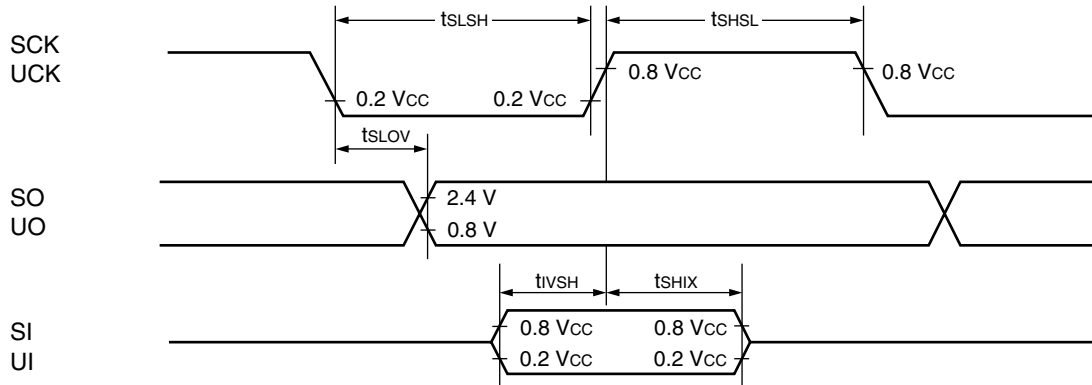 tSLSH tSHSL
SCK
UCK
0.2 VCC 0.2 VCC 0.8 VCC 0.8 VCC
tSLOV
SO
UO
2.4 V
0.8 V
tIVSH tSHIX
SI
UI
0.8 VCC 0.8 VCC
0.2 VCC 0.2 VCC